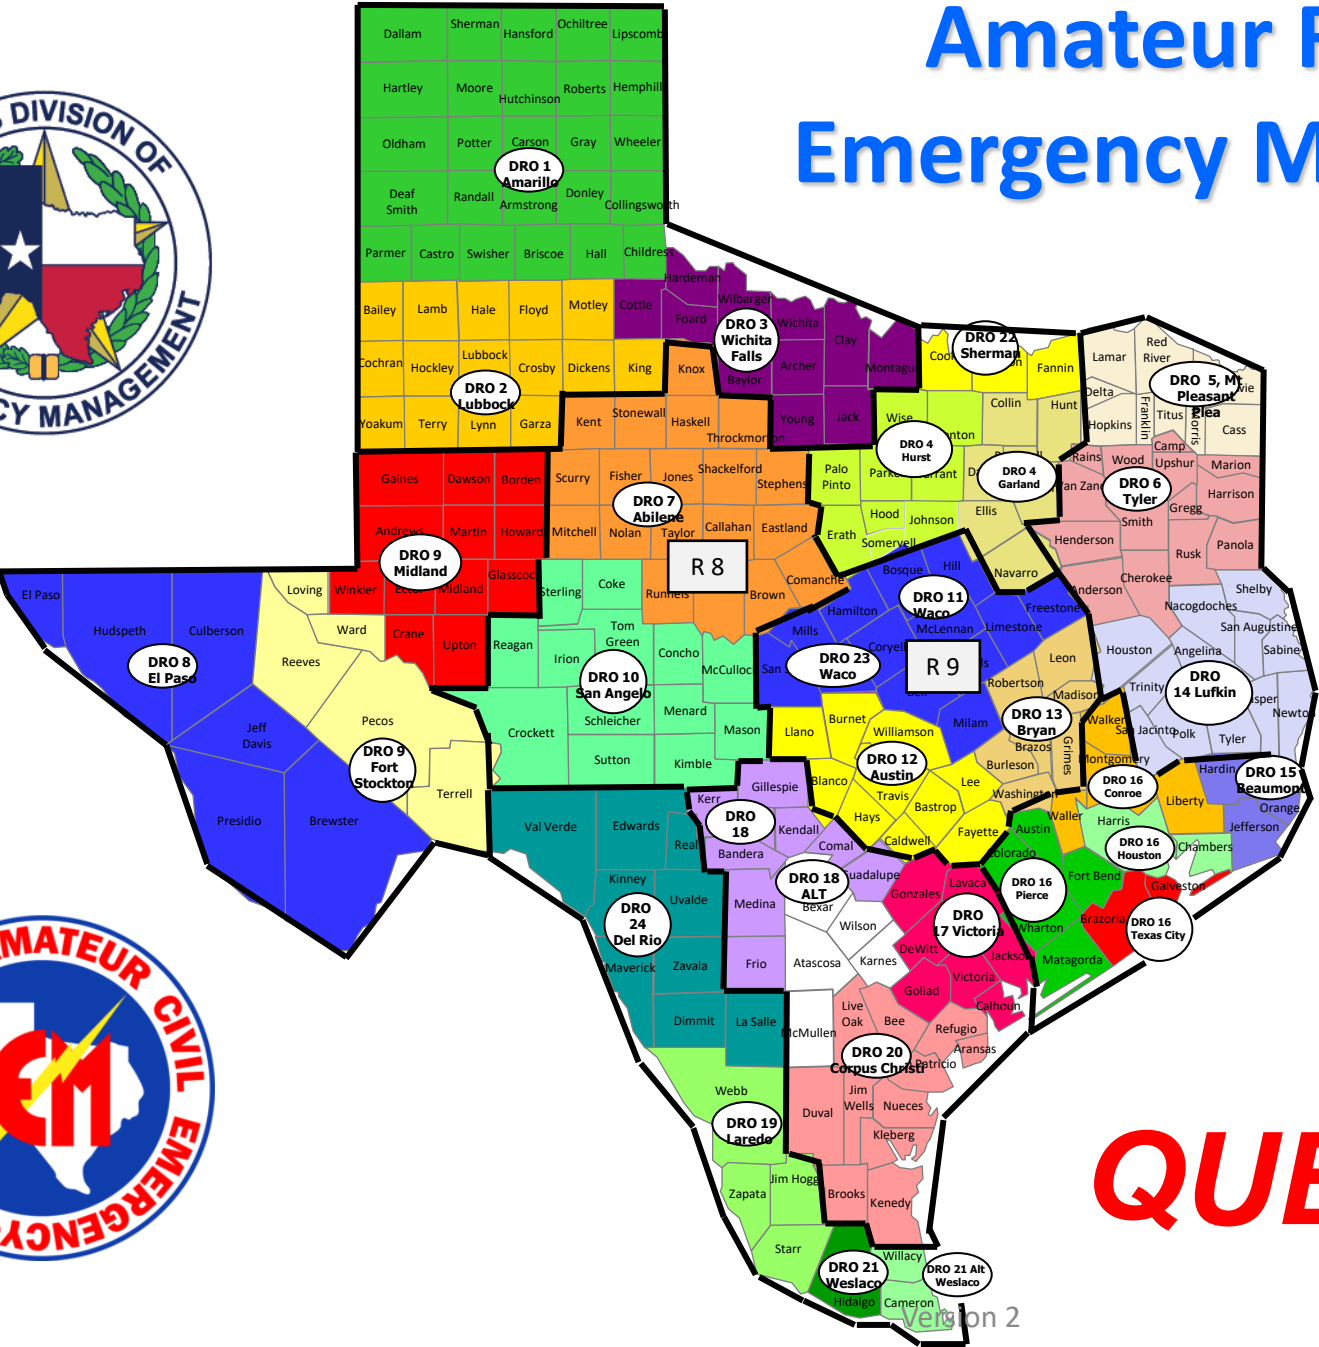 Amateur
Emergency
DIVISION OF
CY MANAGEMENT
Dallam
Sherman
Hansford
Ochiltree
Lipscomb
Hartley
Moore
Hutchinson
Roberts
Hemphill
Oldham
Potter
Carson
Gray
Wheeler
DRO 1
Amarillo
Deaf
Smith
Randall
Armstrong
Donley
Collingsworth
Parmer
Castro
Swisher
Briscoe
Hall
Childress
Bailey
Lamb
Hale
Floyd
Motley
Cottle
Hardeman
Foard
Wilbarger
Wichita
Clay
Montague
DRO 3
Wichita
Falls
Baylor
Archer
Young
Jack
Cochran
Hockley
Lubbock
Crosby
Dickens
King
Knox
DRO 2
Lubbock
Yoakum
Terry
Lynn
Garza
Kent
Stonewall
Haskell
Throckmorton
DRO 22
Sherman
Fannin
Lamar
Red
River
DRO 5, Mt
Pleasant
Plea
Delta
Hopkins
Franklin
Titus
Morris
Cass
Wise
Collin
Hunt
DRO 4
Hurst
DRO 4
Garland
Palo
Pinto
Hood
Johnson
Ellis
Erath
Somervell
Navarro
Rains
Wood
Camp
Upshur
Marion
Van Zandt
DRO 6
Tyler
Harrison
Gregg
Smith
Henderson
Rusk
Panola
Anderson
Cherokee
Gaines
Dawson
Borden
Scurry
Fisher
Jones
Shackelford
Stephens
Andrews
Martin
Howard
Mitchell
Nolan
Taylor
Callahan
Eastland
DRO 7
Abilene
R 8
DRO 9
Midland
Winkler
Ector
Midland
Glasscock
Sterling
Coke
Runnels
Brown
Comanche
Loving
Ward
Crane
Upton
Reagan
Irion
Tom
Green
Concho
McCulloch
El Paso
Hudspeth
Culberson
Reeves
DRO 8
El Paso
Pecos
Jeff
Davis
DRO 9
Fort
Stockton
Terrell
Presidio
Brewster
DRO 10
San Angelo
Schleicher
Menard
Mason
Crockett
Sutton
Kimble
Bosque
Hill
Hamilton
DRO 11
Waco
McLennan
Limestone
Freestone
Mills
Coryell
DRO 23
Waco
R 9
San
Bell
Milam
Leon
Robertson
Madison
DRO 13
Bryan
Brazos
Grimes
Burleson
Washington
Llano
Burnet
Williamson
DRO 12
Austin
Blanco
Travis
Lee
Bastrop
Hays
Caldwell
Fayette
Shelby
Nacogdoches
San Augustine
Houston
Angelina
Sabine
Trinity
DRO
14 Lufkin
Jasper
Newton
Walker
San Jacinto
Polk
Tyler
Montgomery
DRO 16
Conroe
Liberty
Hardin
DRO 15
Beaumont
Orange
Jefferson
Waller
Harris
Chambers
DRO 16
Houston
Austin
Colorado
Fort Bend
Galveston
DRO 16
Pierce
Brazoria
DRO 16
Texas City
Wharton
Matagorda
Val Verde
Edwards
Real
Kerr
Gillespie
DRO
18
Kendall
Comal
Bandera
Guadalupe
DRO 18
ALT
Bexar
Medina
Wilson
Frio
Atascosa
Karnes
Kinney
Uvalde
DRO
24
Del Rio
Maverick
Zavala
Dimmit
La Salle
McMullen
Gonzales
Lavaca
DRO
17 Victoria
DeWitt
Jackson
Victoria
Goliad
Calhoun
Live
Oak
Bee
Refugio
Aransas
DRO 20
Corpus Christi
Patricio
Webb
Duval
Jim
Wells
Nueces
Kleberg
DRO 19
Laredo
Zapata
Jim Hogg
Brooks
Kenedy
Starr
Willacy
DRO 21
Weslaco
DRO 21 Alt
Weslaco
Hidalgo
Cameron
Version 2
AMATEUR CIVIL EMERGENCY
EM